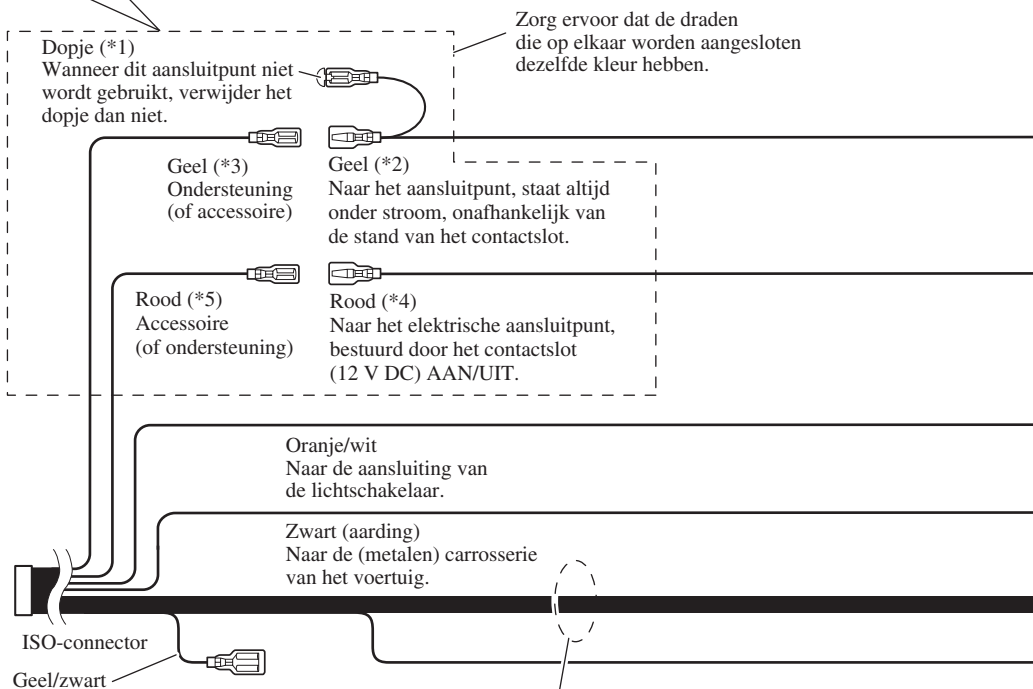 Zorg ervoor dat de draden
die op elkaar worden aangesloten
dezelfde kleur hebben.
Dopje (*1)
Wanneer dit aansluitpunt niet
wordt gebruikt, verwijder het
dopje dan niet.
Geel (*3)
Ondersteuning
(of accessoire)
Geel (*2)
Naar het aansluitpunt, staat altijd
onder stroom, onafhankelijk van
de stand van het contactslot.
Rood (*5)
Accessoire
(of ondersteuning)
Rood (*4)
Naar het elektrische aansluitpunt,
bestuurd door het contactslot
(12 V DC) AAN/UIT.
Oranje/wit
Naar de aansluiting van
de lichtschakelaar.
Zwart (aarding)
Naar de (metalen) carrosserie
van het voertuig.
ISO-connector
Geel/zwart